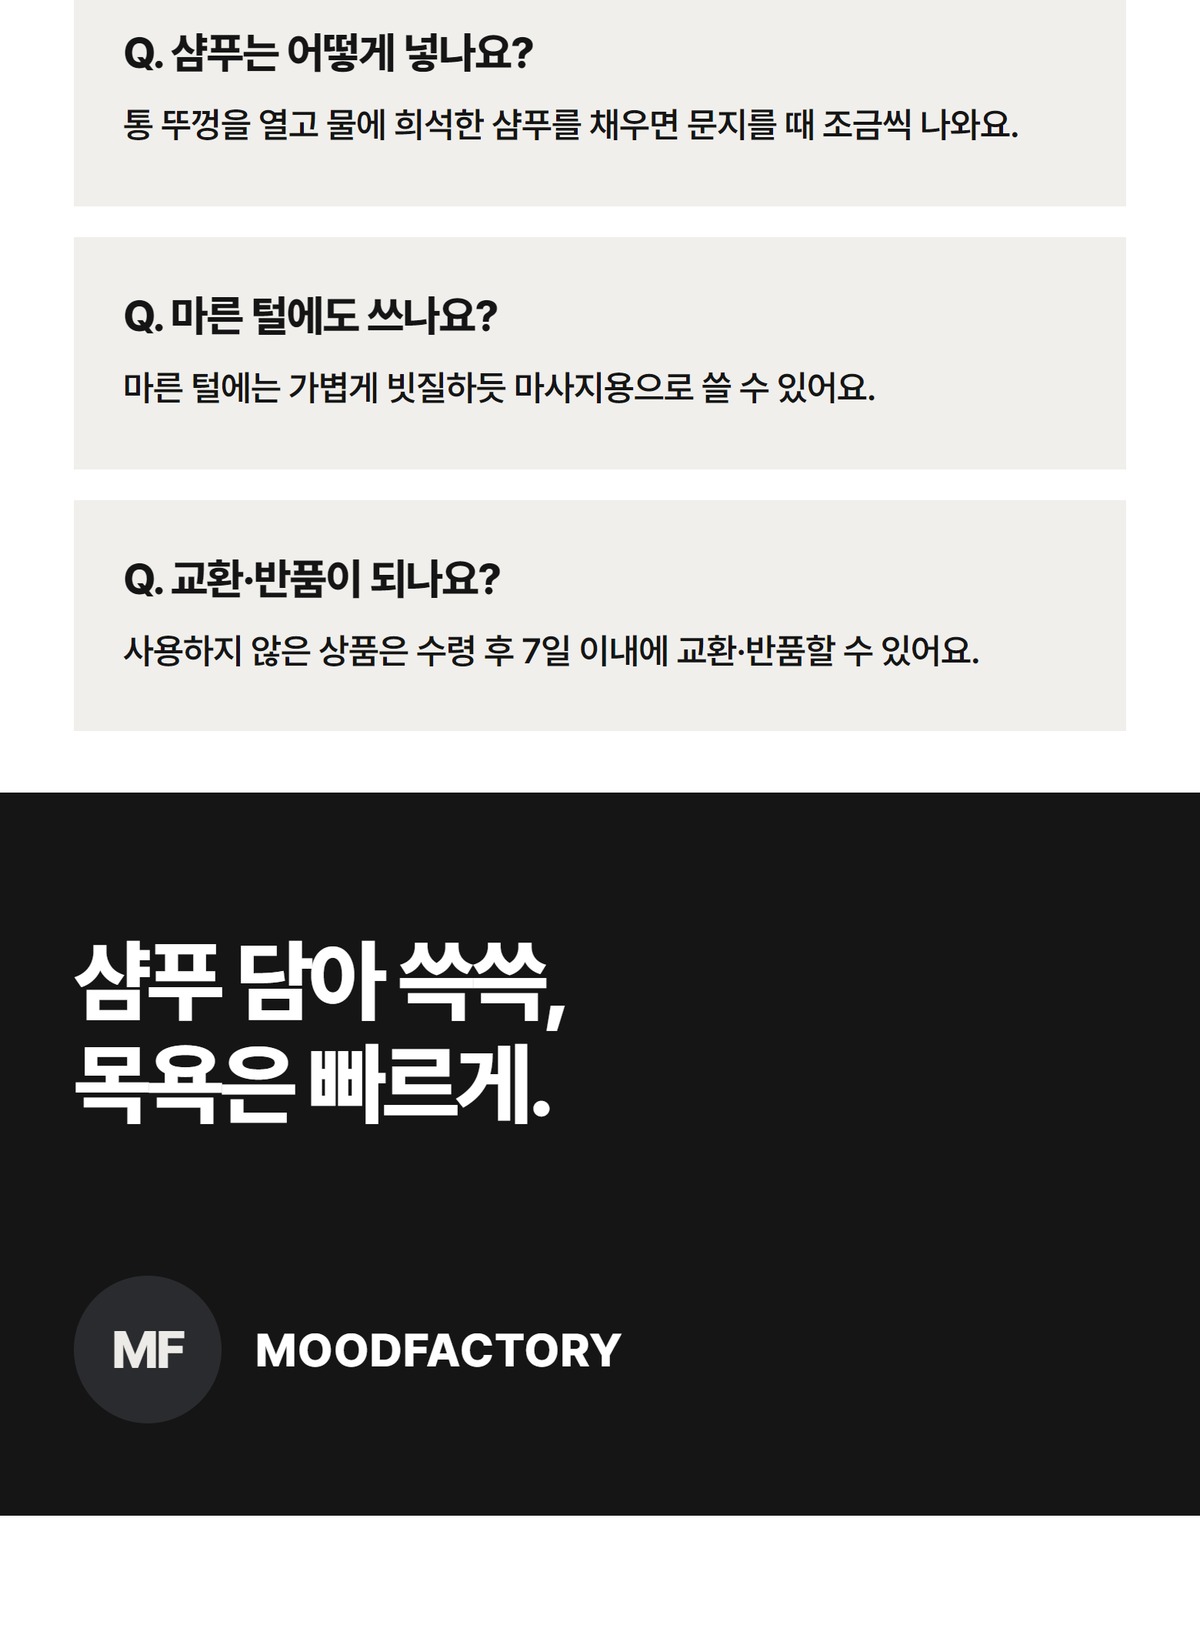 Q. 샴푸는 어떻게 넣나요?
통 뚜껑을 열고 물에 희석한 샴푸를 채우면 문지를 때 조금씩 나와요.
Q. 마른 털에도 쓰나요?
마른 털에는 가볍게 빗질하듯 마사지용으로 쓸 수 있어요.
Q. 교환·반품이 되나요?
사용하지 않은 상품은 수령 후 7일 이내에 교환·반품할 수 있어요.
샴푸 담아 쓱쓱,
목욕은 빠르게.
MF MOODFACTORY